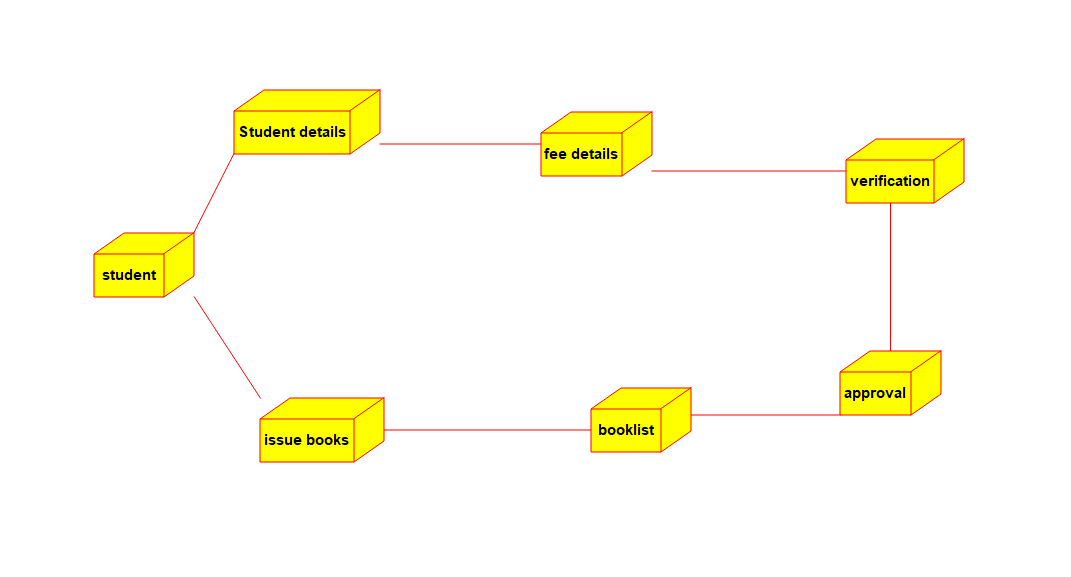 Student details
fee details
verification
student
approval
issue books
booklist